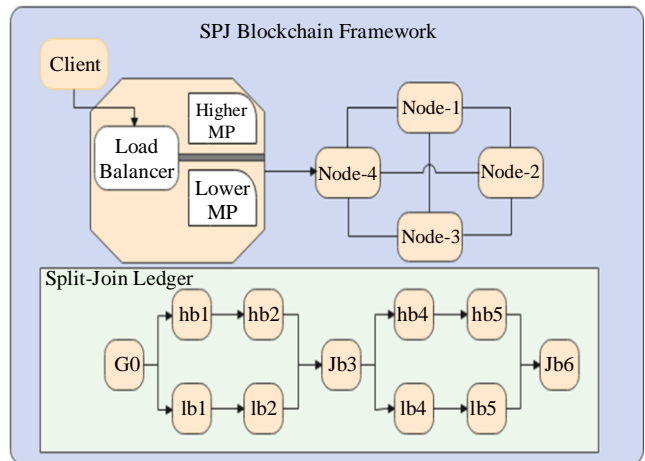 SPJ Blockchain Framework
Client
Higher
MP
Load
Balancer
Lower
MP
Node-1
Node-4
Node-2
Node-3
Split-Join Ledger
hb1
hb2
hb4
hb5
G0
Jb3
Jb6
lb1
lb2
lb4
lb5